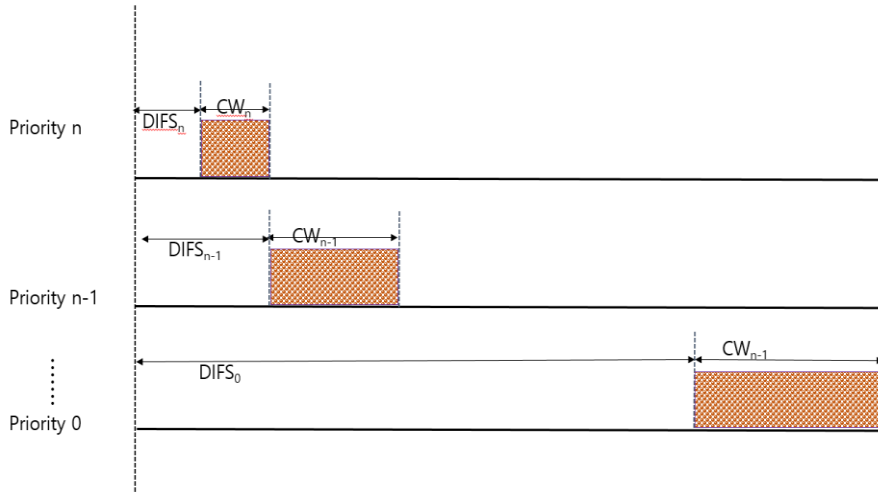 CWₙ
DIFSₙ
Priority n
CWₙ₋₁
DIFSₙ₋₁
Priority n-1
CWₙ₋₁
DIFS₀
Priority 0